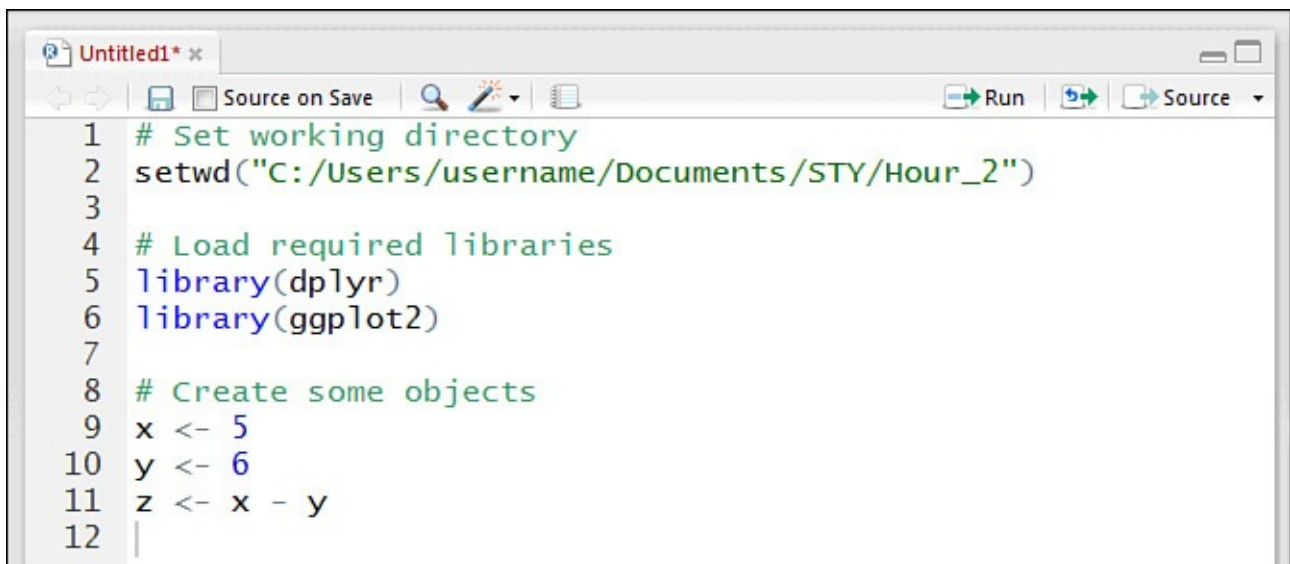 Untitled1*
Source on Save Run Source
1 # Set working directory
2 setwd("C:/Users/username/Documents/STY/Hour_2")
3
4 # Load required libraries
5 library(dplyr)
6 library(ggplot2)
7
8 # Create some objects
9 x <- 5
10 y <- 6
11 z <- x - y
12